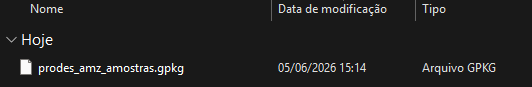 Nome Data de modificação Tipo
Hoje
prodes_amz_amostras.gpkg 05/06/2026 15:14 Arquivo GPKG